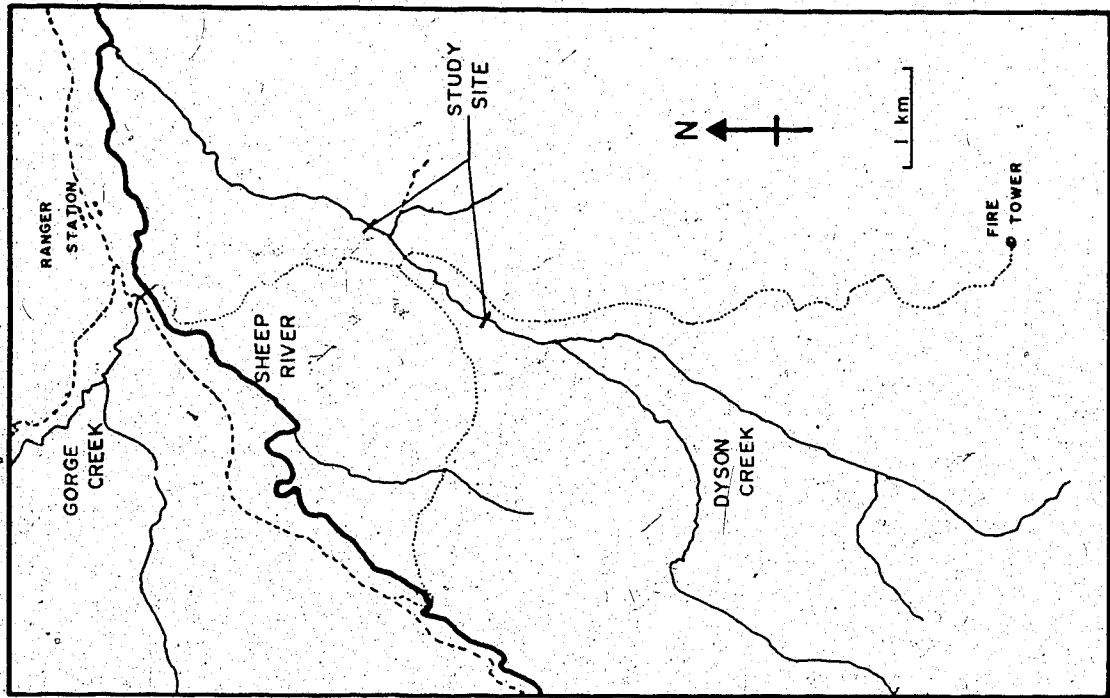 RANGER
STATION
STUDY
SITE
GORGE
CREEK
SHEEP
RIVER
N
1 km
DYSON
CREEK
FIRE
TOWER